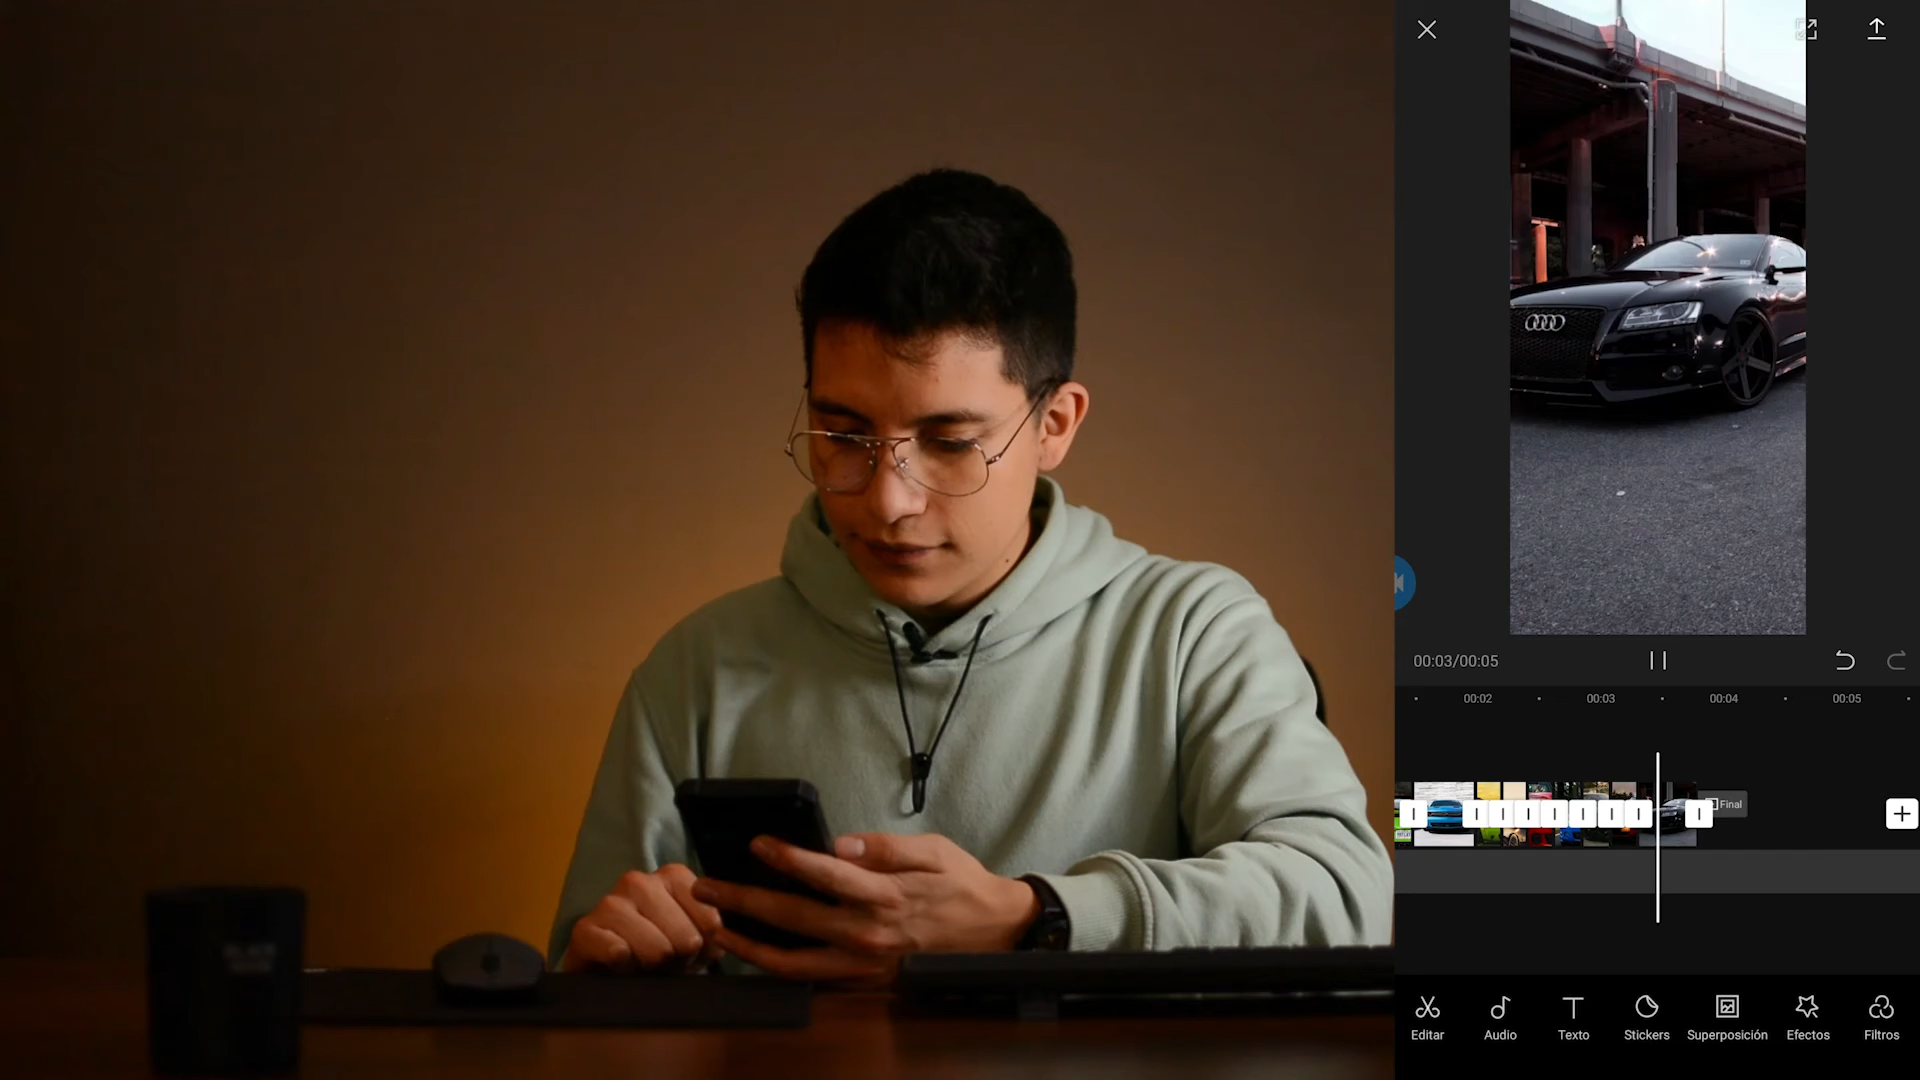 00:03/00:05
00:02 00:03 00:04 00:05
Final
Editar Audio Texto Stickers Superposición Efectos Filtros